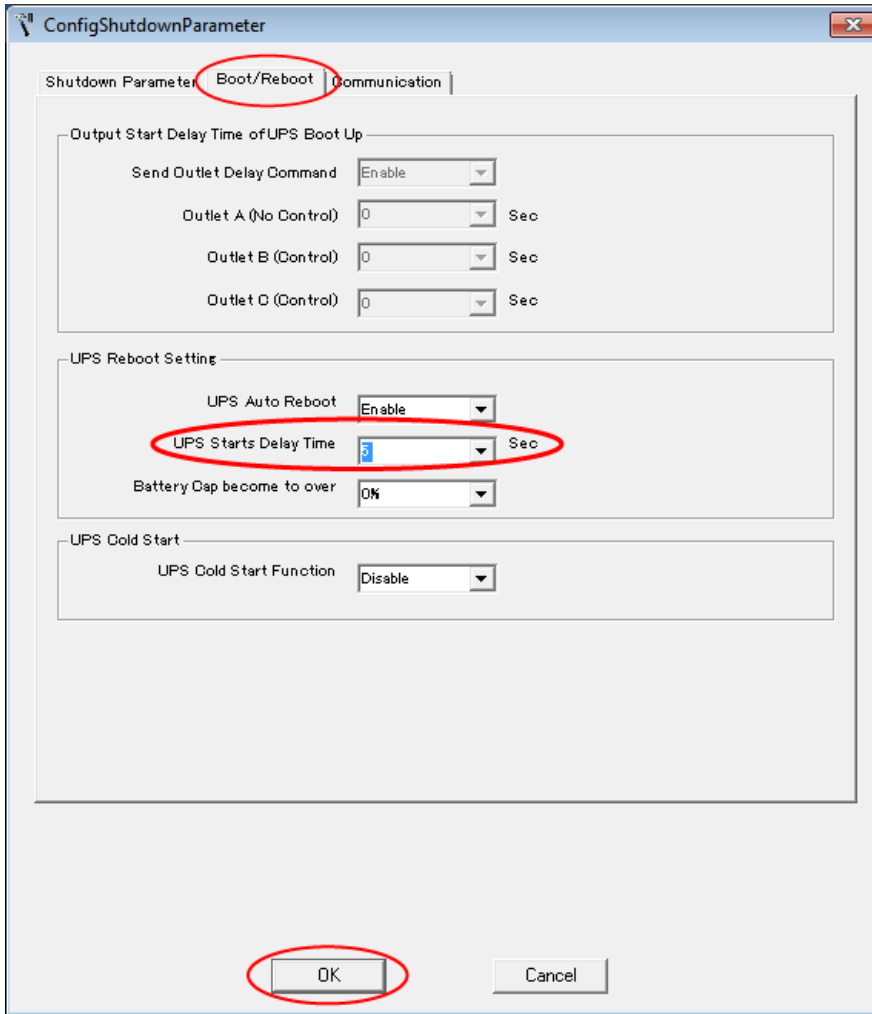 ConfigShutdownParameter
Shutdown Parameter Boot/Reboot Communication
Output Start Delay Time of UPS Boot Up
Send Outlet Delay Command Enable
Outlet A (No Control) 0 Sec
Outlet B (Control) 0 Sec
Outlet C (Control) 0 Sec
UPS Reboot Setting
UPS Auto Reboot Enable
UPS Starts Delay Time 5 Sec
Battery Cap become to over 0%
UPS Cold Start
UPS Cold Start Function Disable
OK Cancel